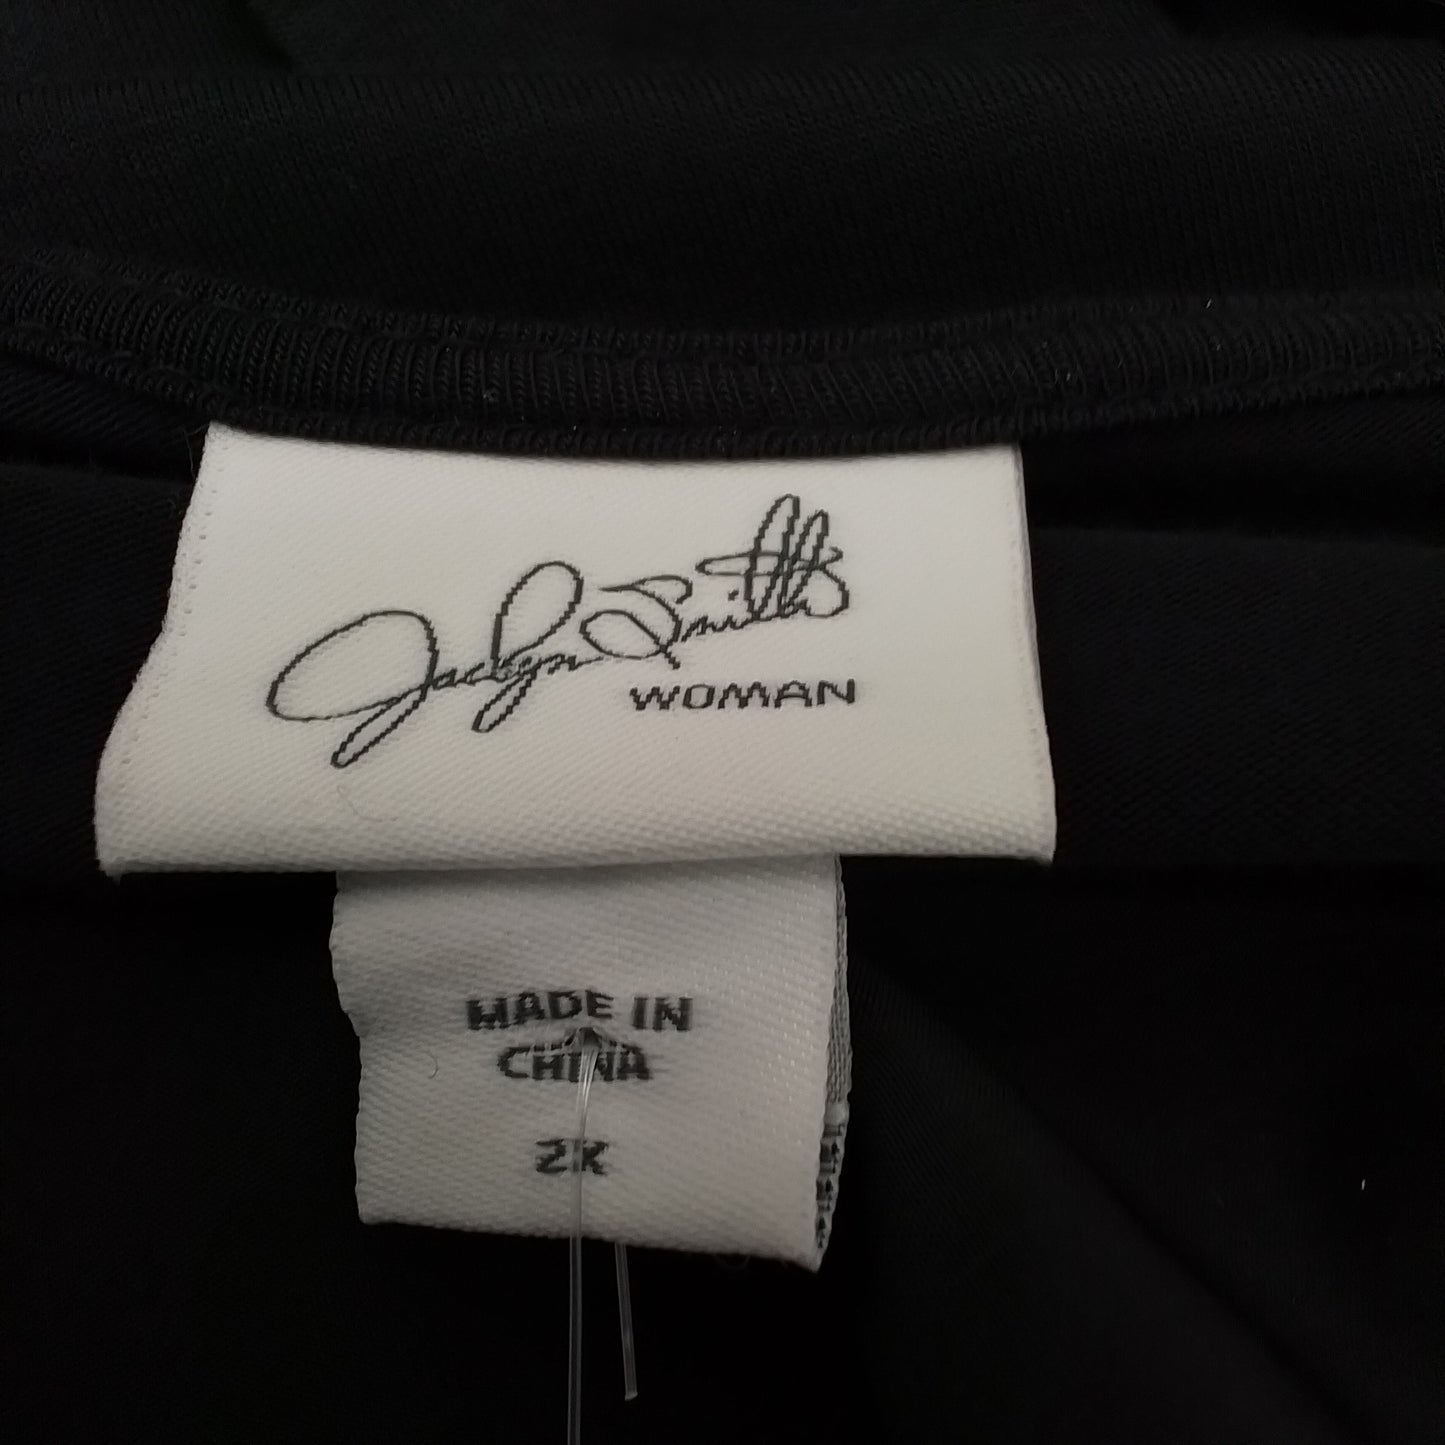 Jaclyn Smith
WOMAN
MADE IN
CHINA
2X